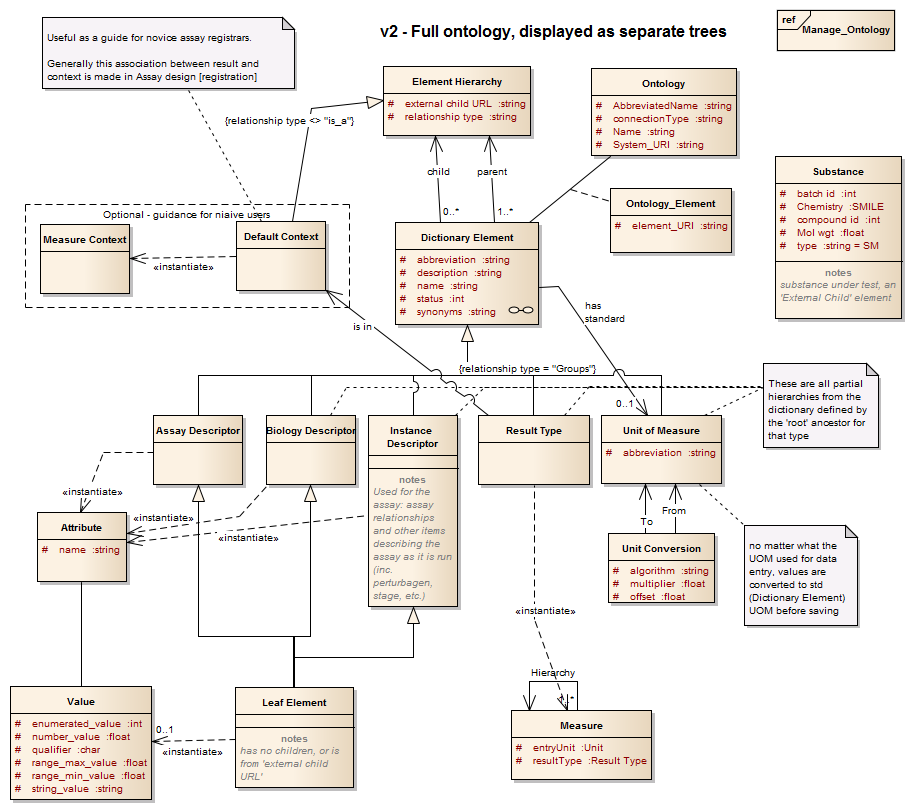 v2 - Full ontology, displayed as separate trees
ref
Manage_Ontology
Useful as a guide for novice assay registrars.
Generally this association between result and
context is made in Assay design [registration]
Element Hierarchy
# external child URL :string
# relationship type :string
Ontology
# AbbreviatedName :string
# connectionType :string
# Name :string
# System_URI :string
{relationship type <> "is_a"}
child
parent
0..*
1..*
Substance
# batch id :int
# Chemistry :SMILE
# compound id :int
# Mol wgt :float
# type :string = SM
notes
substance under test, an
'External Child' element
Ontology_Element
# element_URI :string
Optional - guidance for niaive users
Measure Context
Default Context
«instantiate»
Dictionary Element
# abbreviation :string
# description :string
# name :string
# status :int
# synonyms :string
has
standard
is in
{relationship type = "Groups"}
0..1
These are all partial
hierarchies from the
dictionary defined by
the 'root' ancestor for
that type
Assay Descriptor
Biology Descriptor
Instance
Descriptor
notes
Used for the
assay: assay
relationships
and other items
describing the
assay as it is run
(inc.
perturbagen,
stage, etc.)
Result Type
Unit of Measure
# abbreviation :string
«instantiate»
«instantiate»
«instantiate»
Attribute
# name :string
To
From
Unit Conversion
# algorithm :string
# multiplier :float
# offset :float
no matter what the
UOM used for data
entry, values are
converted to std
(Dictionary Element)
UOM before saving
«instantiate»
Hierarchy
1..*
Value
# enumerated_value :int
# number_value :float
# qualifier :char
# range_max_value :float
# range_min_value :float
# string_value :string
0..1
«instantiate»
Leaf Element
notes
has no children, or is
from 'external child
URL'
Measure
# entryUnit :Unit
# resultType :Result Type